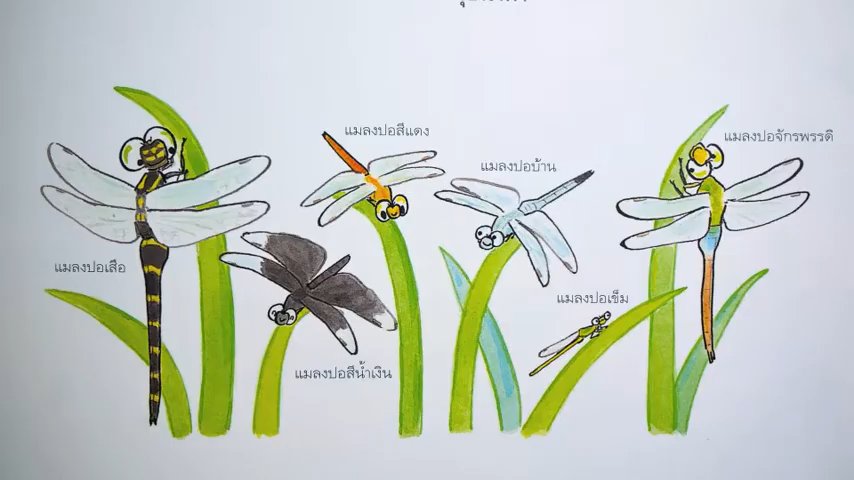 แมลงปอสีแดง
แมลงปอจักรพรรดิ
แมลงปอบ้าน
แมลงปอเสือ
แมลงปอเข็ม
แมลงปอสีน้ำเงิน